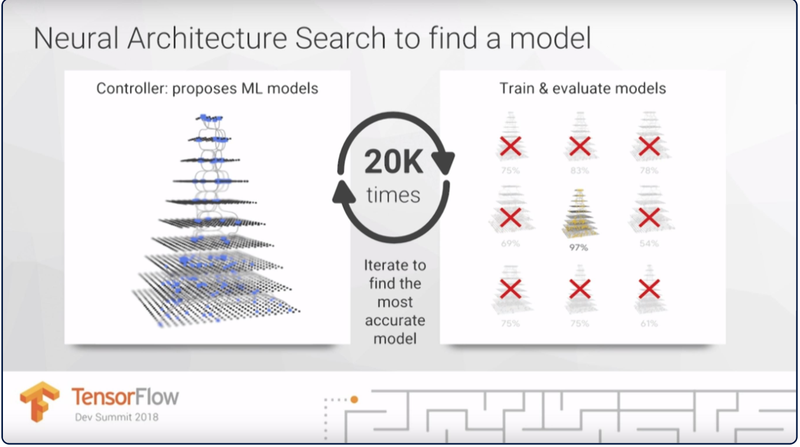 Neural Architecture Search to find a model
Controller: proposes ML models
20K
times
Iterate to
find the
most
accurate
model
Train & evaluate models
75%
83%
78%
69%
97%
54%
75%
75%
61%
TensorFlow
Dev Summit 2018